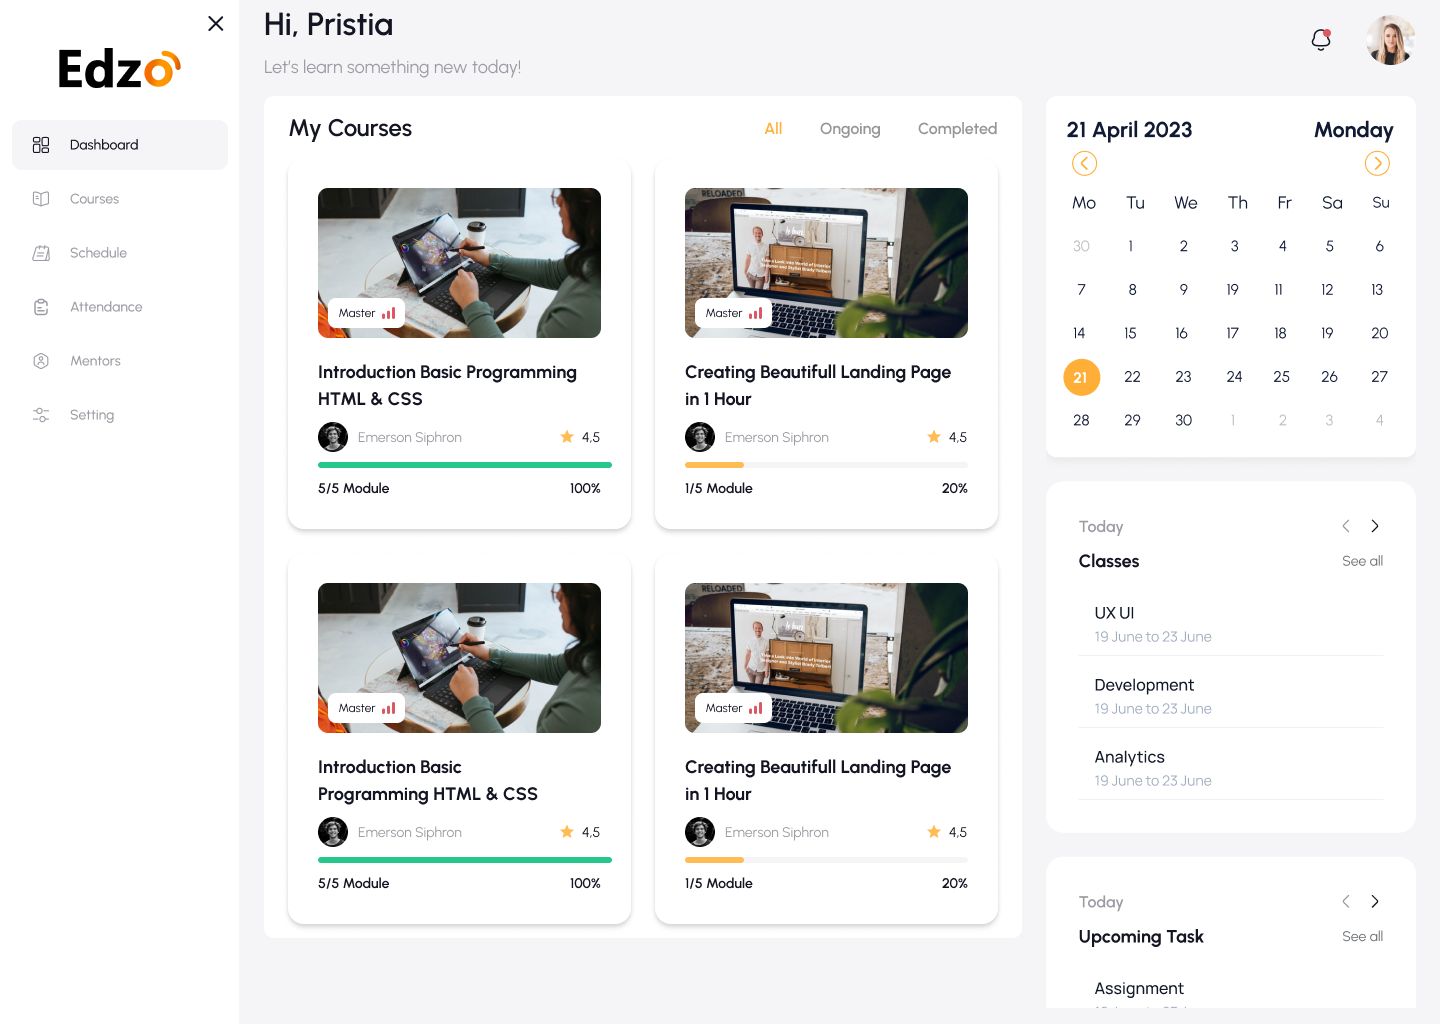 Edzo
Dashboard
Courses
Schedule
Attendance
Mentors
Setting
Hi, Pristia
Let's learn something new today!
My Courses
All Ongoing Completed
Master
Introduction Basic Programming
HTML & CSS
Emerson Siphron 4,5
5/5 Module 100%
RELOADED
Master
Creating Beautifull Landing Page
in 1 Hour
Emerson Siphron 4,5
1/5 Module 20%
Master
Introduction Basic
Programming HTML & CSS
Emerson Siphron 4,5
5/5 Module 100%
RELOADED
Master
Creating Beautifull Landing Page
in 1 Hour
Emerson Siphron 4,5
1/5 Module 20%
21 April 2023 Monday
Mo Tu We Th Fr Sa Su
30 1 2 3 4 5 6
7 8 9 19 11 12 13
14 15 16 17 18 19 20
21 22 23 24 25 26 27
28 29 30 1 2 3 4
Today
Classes See all
UX UI
19 June to 23 June
Development
19 June to 23 June
Analytics
19 June to 23 June
Today
Upcoming Task See all
Assignment